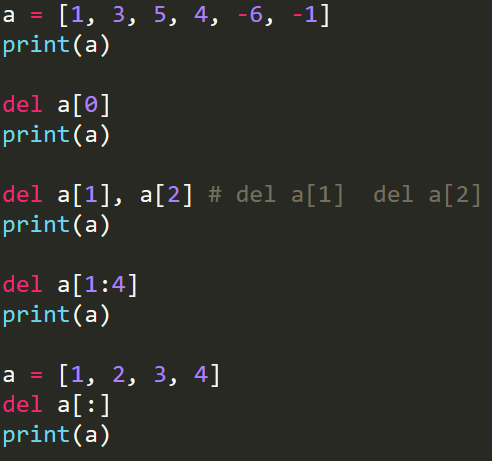 a = [1, 3, 5, 4, -6, -1]
print(a)
del a[0]
print(a)
del a[1], a[2] # del a[1]  del a[2]
print(a)
del a[1:4]
print(a)
a = [1, 2, 3, 4]
del a[:]
print(a)